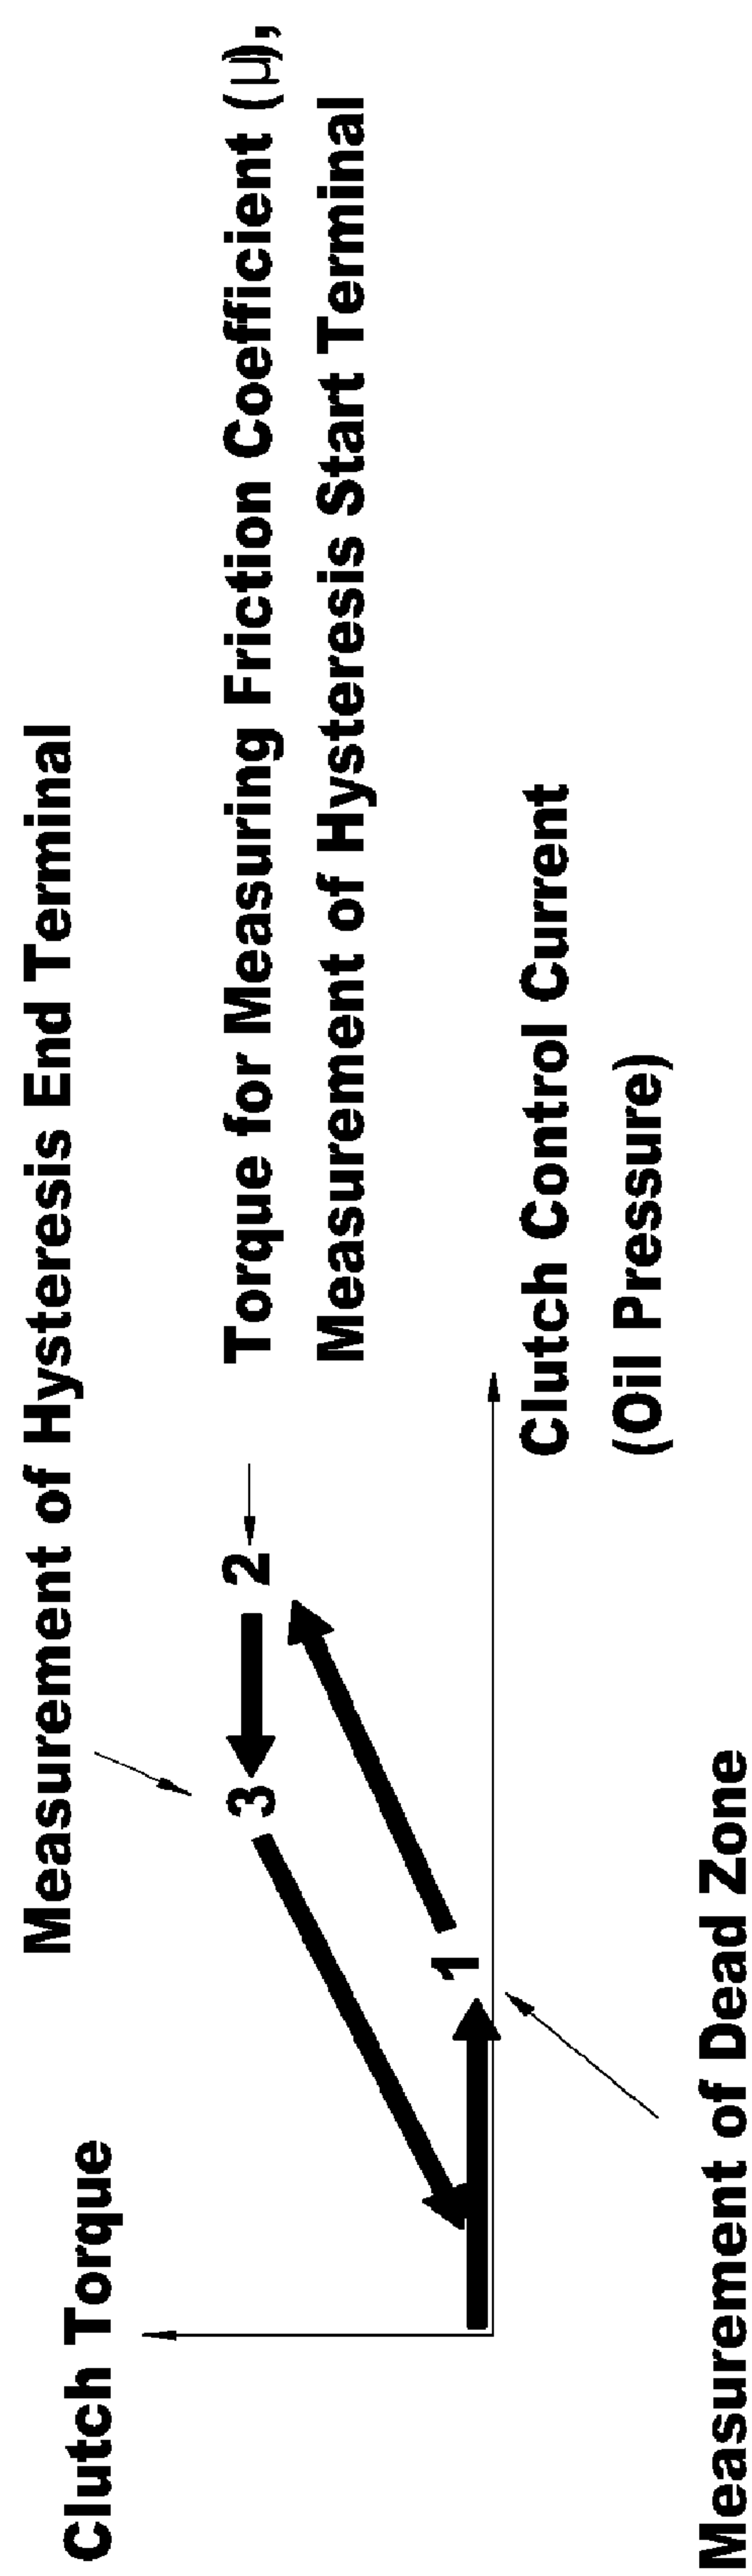 Measurement of Hysteresis End Terminal
Clutch Torque
Torque for Measuring Friction Coefficient (μ),
Measurement of Hysteresis Start Terminal
3
2
1
Clutch Control Current
(Oil Pressure)
Measurement of Dead Zone